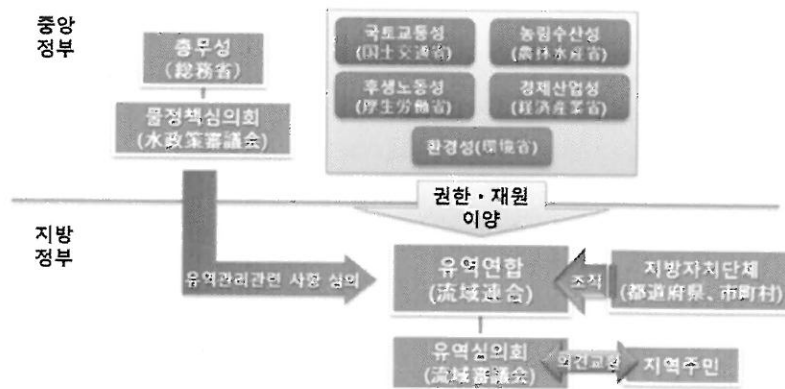 중앙
정부
총무성
(総務省)
물정책심의회
(水政策審議会)
국토교통성
(国土交通省)
농림수산성
(農林水産省)
후생노동성
(厚生労働省)
경제산업성
(経済産業省)
환경성(環境省)
권한・재원
이양
지방
정부
유역관리관련 사항 심의
유역연합
(流域連合)
조직
지방자치단체
(都道府県、市町村)
유역심의회
(流域審議会)
의견교환
지역주민